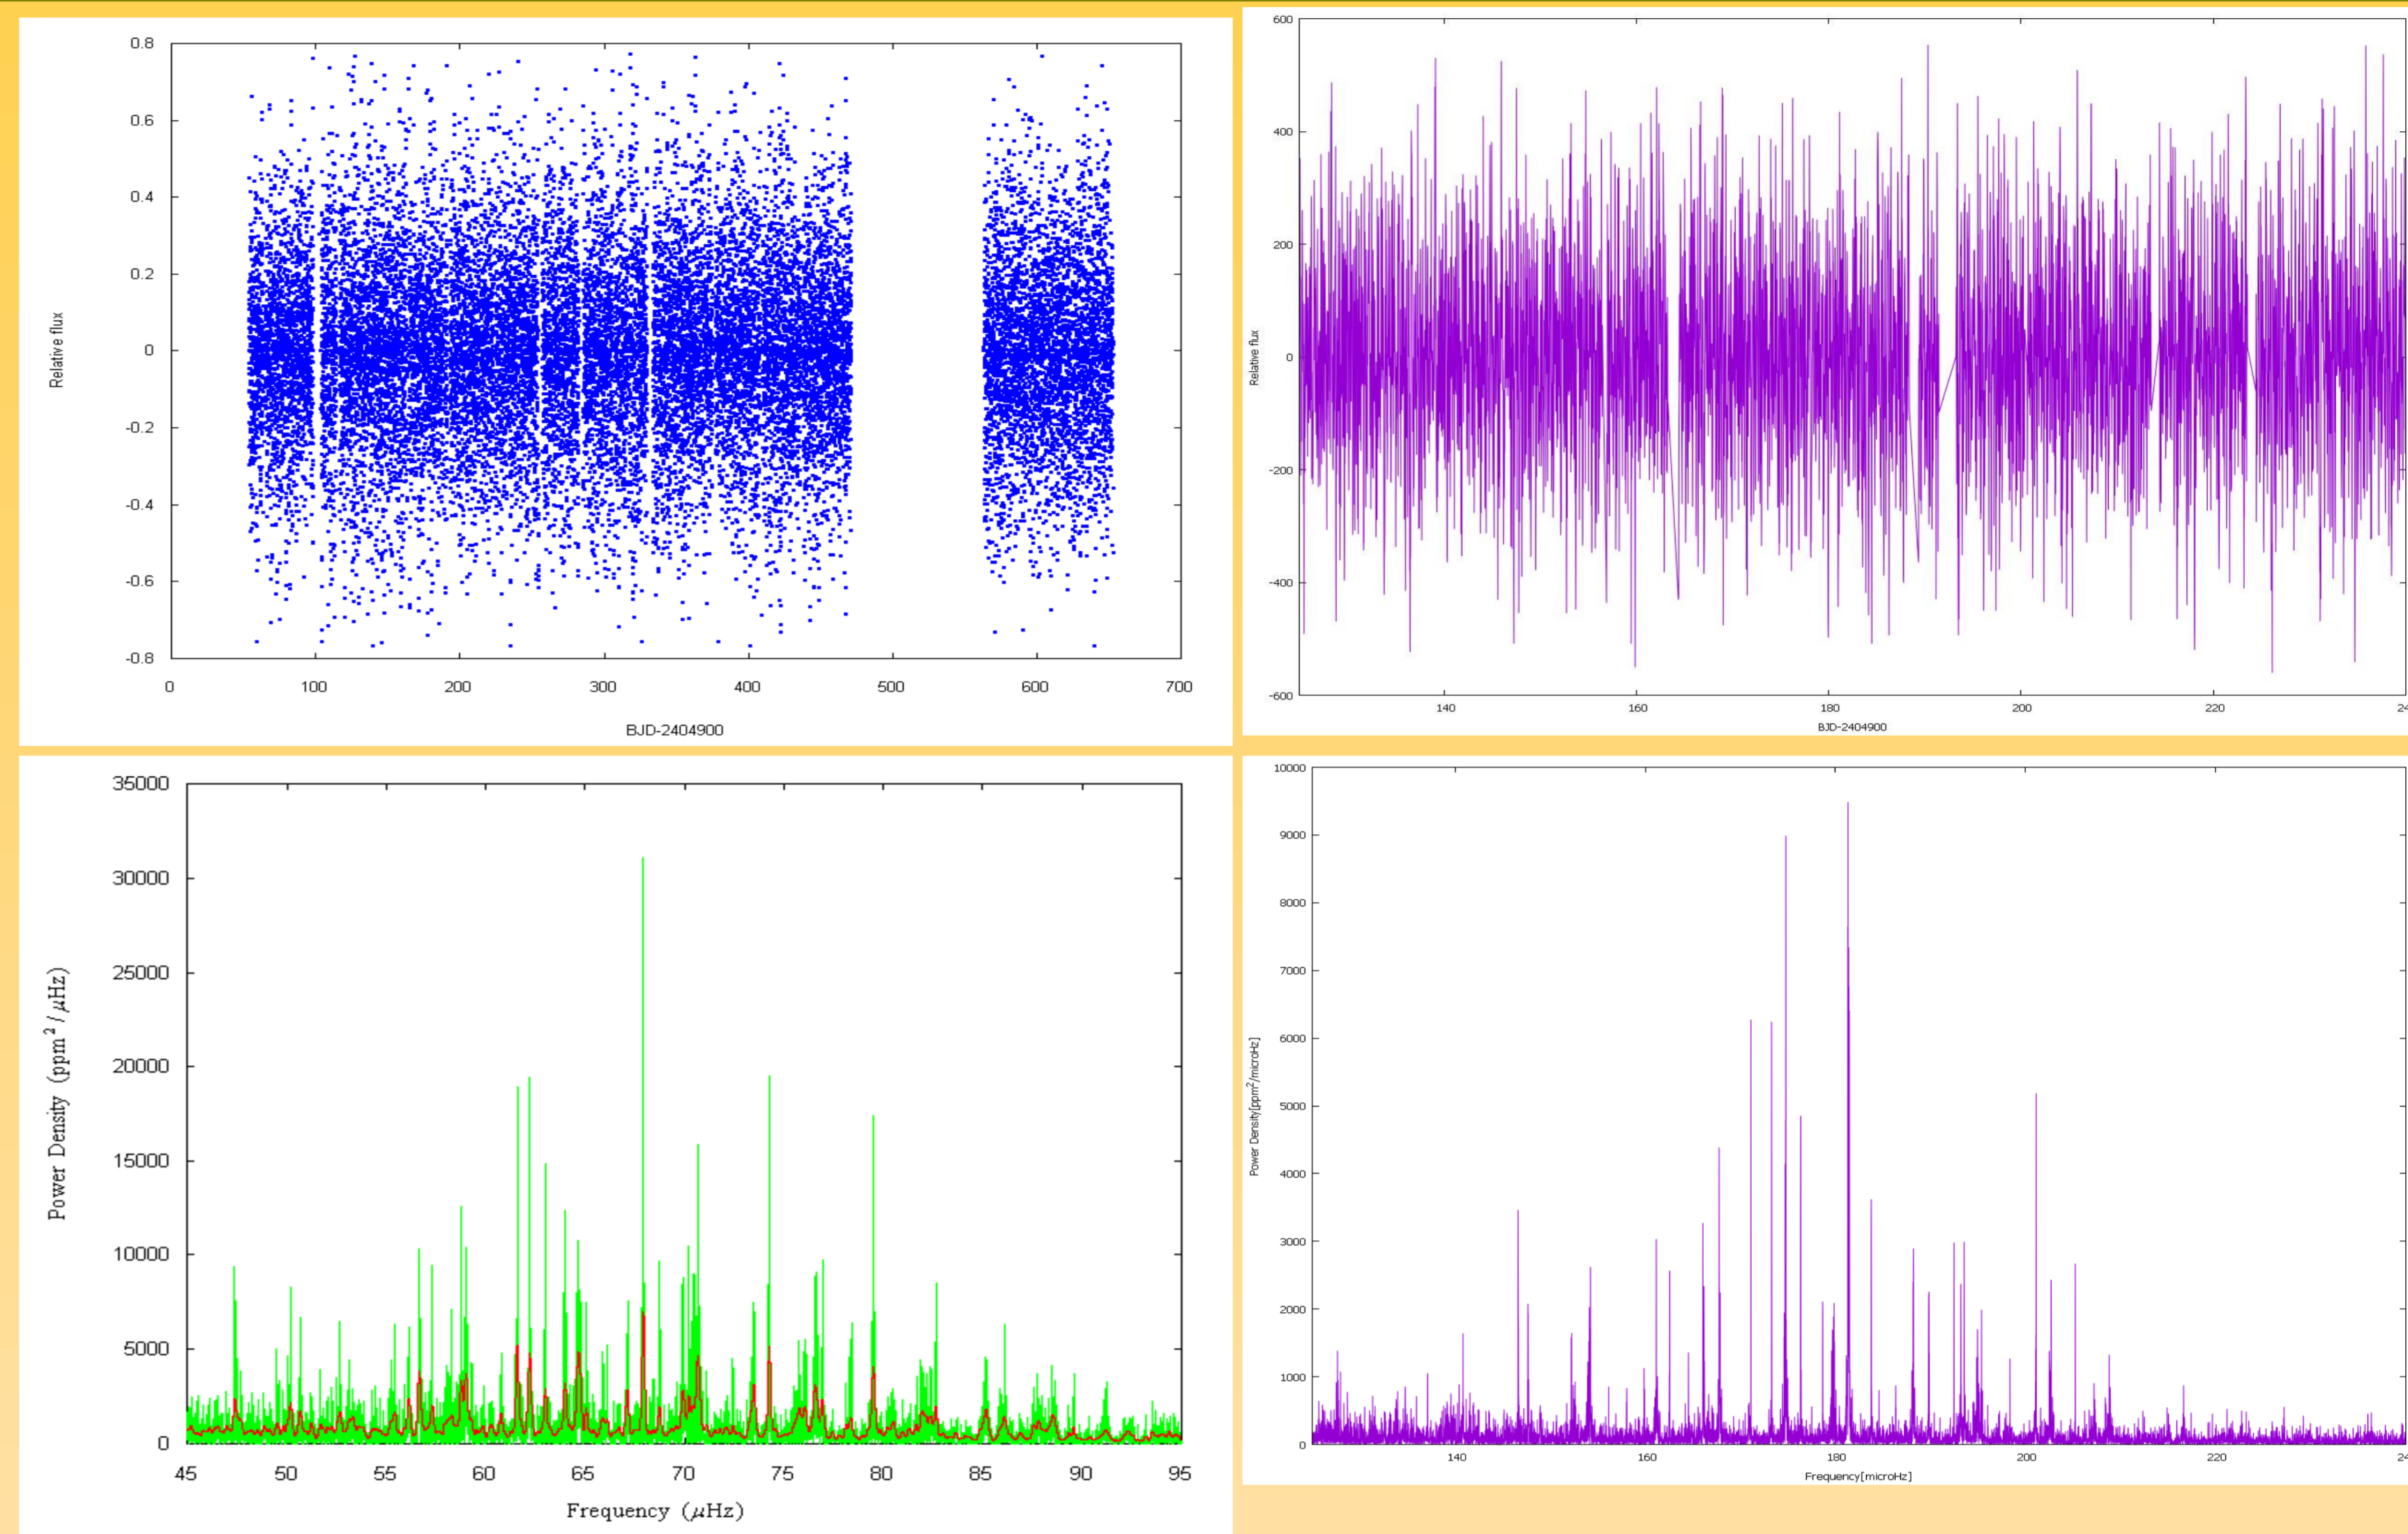 0.8
0.6
0.4
0.2
0
-0.2
-0.4
-0.6
-0.8
Relative flux
0 100 200 300 400 500 600 700
BJD-2404900
600
400
200
0
-200
-400
-600
Relative flux
140 160 180 200 220 24
BJD-2404900
35000
30000
25000
20000
15000
10000
5000
0
Power Density (ppm²/μHz)
45 50 55 60 65 70 75 80 85 90 95
Frequency (μHz)
10000
9000
8000
7000
6000
5000
4000
3000
2000
1000
0
Power Density[ppm²/microHz]
140 160 180 200 220 24
Frequency[microHz]